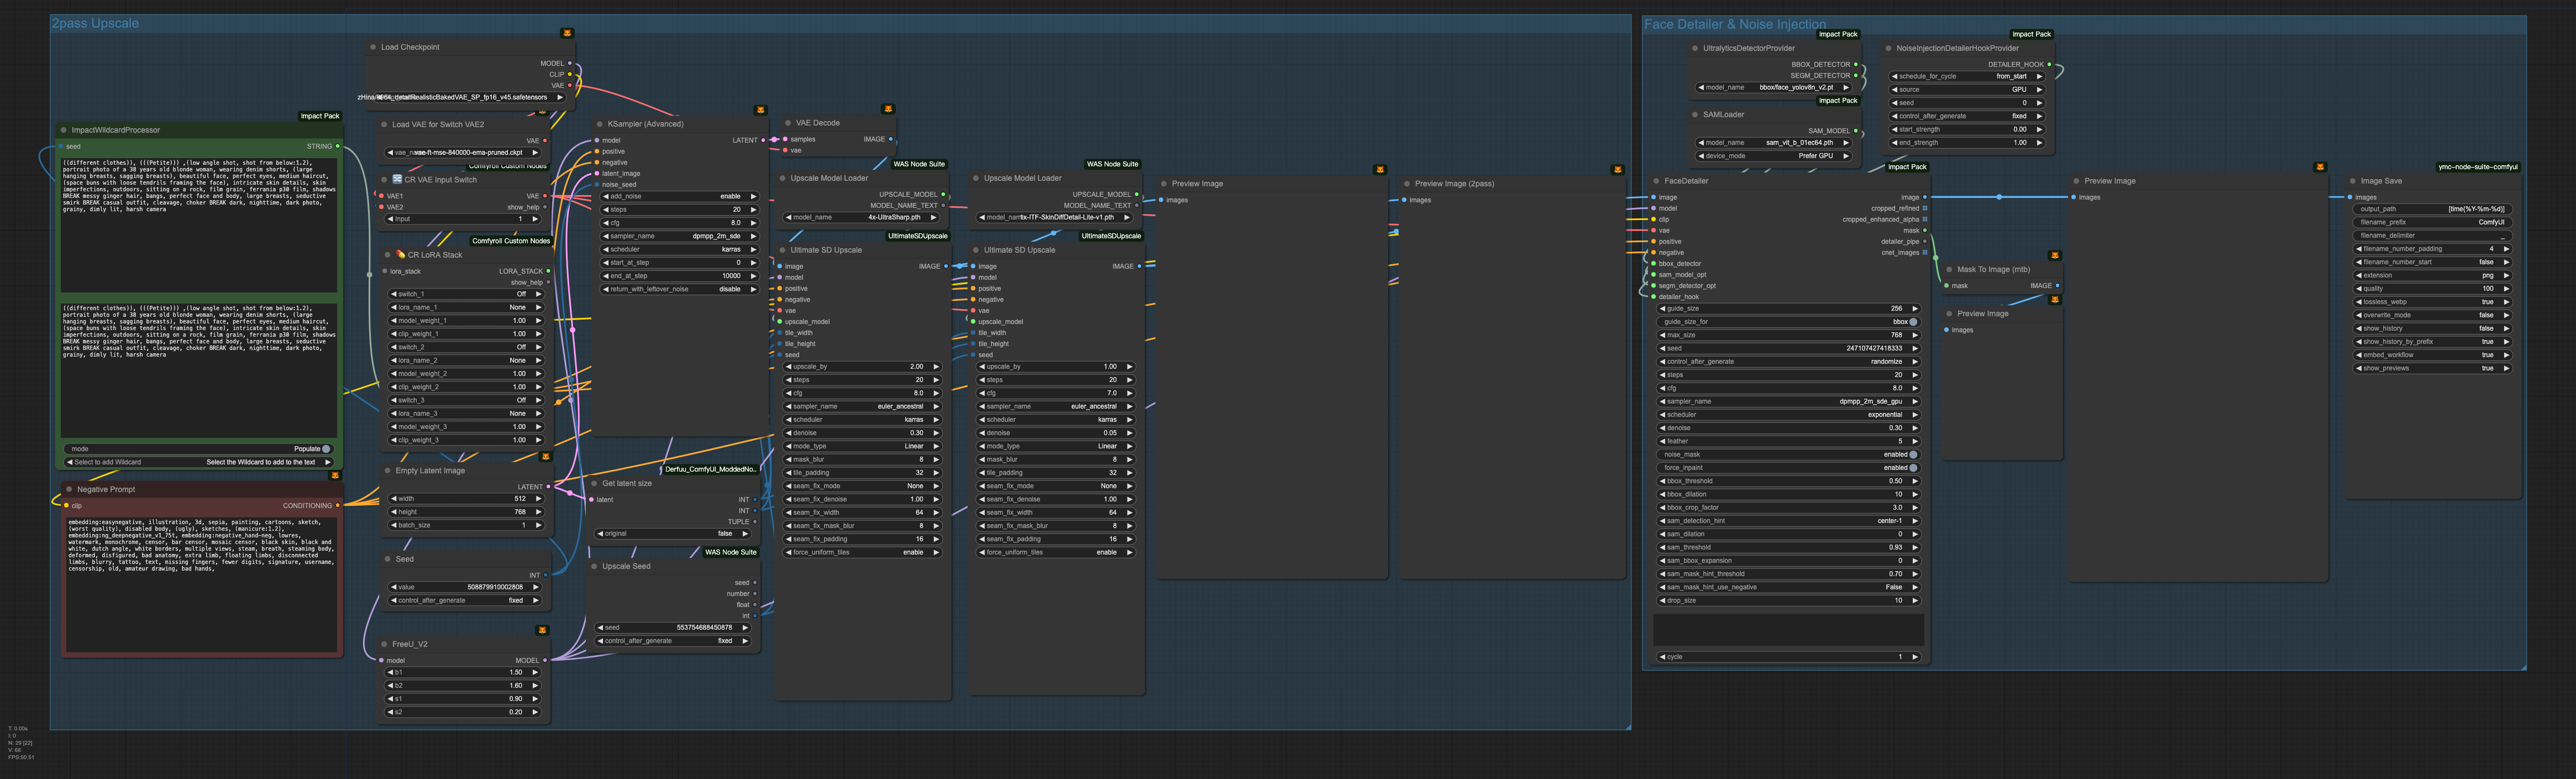 2pass Upscale
Load Checkpoint
MODEL
CLIP
VAE
Impact Pack
ImpactWildcardProcessor
seed
STRING
((different clothes)), (((Petite))) ,(low angle shot, shot from below:1.2),
portrait photo of a 38 years old blonde woman, wearing denim shorts, (large
hanging breasts, sagging breasts), beautiful face, perfect eyes, medium haircut,
(space buns with loose tendrils framing the face), intricate skin details, skin
imperfections, outdoors, sitting on a rock, film grain, ferrania p30 film, shadows
BREAK messy ginger hair, bangs, perfect face and body, large breasts, seductive
smirk BREAK casual outfit, cleavage, choker BREAK dark, nighttime, dark photo,
grainy, dimly lit, harsh camera
((different clothes)), (((Petite))) ,(low angle shot, shot from below:1.2),
portrait photo of a 38 years old blonde woman, wearing denim shorts, (large
hanging breasts, sagging breasts), beautiful face, perfect eyes, medium haircut,
(space buns with loose tendrils framing the face), intricate skin details, skin
imperfections, outdoors, sitting on a rock, film grain, ferrania p30 film, shadows
BREAK messy ginger hair, bangs, perfect face and body, large breasts, seductive
smirk BREAK casual outfit, cleavage, choker BREAK dark, nighttime, dark photo,
grainy, dimly lit, harsh camera
mode Populate
Select to add Wildcard Select the Wildcard to add to the text
Negative Prompt
clip CONDITIONING
embedding:easynegative, illustration, 3d, sepia, painting, cartoons, sketch,
(worst quality), disabled body, (ugly), sketches, (manicure:1.2),
embedding:ng_deepnegative_v1_75t, embedding:negative_hand-neg, lowres,
watermark, monochrome, censor, bar censor, mosaic censor, black skin, black and
white, dutch angle, white borders, multiple views, steam, breath, steaming body,
deformed, disfigured, bad anatomy, extra limb, floating limbs, disconnected
limbs, blurry, tattoo, text, missing fingers, fewer digits, signature, username,
censorship, old, amateur drawing, bad hands,
Load VAE for Switch VAE2
VAE
Comfyroll Custom Nodes
CR VAE Input Switch
VAE1 VAE
VAE2 show_help
Input 1
Comfyroll Custom Nodes
CR LoRA Stack
lora_stack LORA_STACK
show_help
switch_1 Off
lora_name_1 None
model_weight_1 1.00
clip_weight_1 1.00
switch_2 Off
lora_name_2 None
model_weight_2 1.00
clip_weight_2 1.00
switch_3 Off
lora_name_3 None
model_weight_3 1.00
clip_weight_3 1.00
Empty Latent Image
LATENT
width 512
height 768
batch_size 1
Seed
INT
value 508879910002808
control_after_generate fixed
FreeU_V2
model MODEL
b1 1.50
b2 1.60
s1 0.90
s2 0.20
KSampler (Advanced)
model LATENT
positive
negative
latent_image
noise_seed
add_noise enable
steps 20
cfg 8.0
sampler_name dpmpp_2m_sde
scheduler karras
start_at_step 0
end_at_step 10000
return_with_leftover_noise disable
Derfuu_ComfyUI_ModdedNo..
Get latent size
latent INT
INT
TUPLE
original false
WAS Node Suite
Upscale Seed
seed
number
float
int
seed 553754688450878
control_after_generate fixed
VAE Decode
samples IMAGE
vae
WAS Node Suite
Upscale Model Loader
UPSCALE_MODEL
MODEL_NAME_TEXT
model_name 4x-UltraSharp.pth
UltimateSDUpscale
Ultimate SD Upscale
image IMAGE
model
positive
negative
vae
upscale_model
tile_width
tile_height
seed
upscale_by 2.00
steps 20
cfg 8.0
sampler_name euler_ancestral
scheduler karras
denoise 0.30
mode_type Linear
mask_blur 8
tile_padding 32
seam_fix_mode None
seam_fix_denoise 1.00
seam_fix_width 64
seam_fix_mask_blur 8
seam_fix_padding 16
force_uniform_tiles enable
WAS Node Suite
Upscale Model Loader
UPSCALE_MODEL
MODEL_NAME_TEXT
UltimateSDUpscale
Ultimate SD Upscale
image IMAGE
model
positive
negative
vae
upscale_model
tile_width
tile_height
seed
upscale_by 1.00
steps 20
cfg 7.0
sampler_name euler_ancestral
scheduler karras
denoise 0.05
mode_type Linear
mask_blur 8
tile_padding 32
seam_fix_mode None
seam_fix_denoise 1.00
seam_fix_width 64
seam_fix_mask_blur 8
seam_fix_padding 16
force_uniform_tiles enable
Preview Image
images
Preview Image (2pass)
images
Face Detailer & Noise Injection
Impact Pack
UltralyticsDetectorProvider
BBOX_DETECTOR
SEGM_DETECTOR
model_name bbox/face_yolov8n_v2.pt
Impact Pack
SAMLoader
SAM_MODEL
model_name sam_vit_b_01ec64.pth
device_mode Prefer GPU
Impact Pack
NoiseInjectionDetailerHookProvider
DETAILER_HOOK
schedule_for_cycle from_start
source GPU
seed 0
control_after_generate fixed
start_strength 0.00
end_strength 1.00
Impact Pack
FaceDetailer
image image
model cropped_refined
clip cropped_enhanced_alpha
vae mask
positive detailer_pipe
negative cnet_images
bbox_detector
sam_model_opt
segm_detector_opt
detailer_hook
guide_size 256
guide_size_for bbox
max_size 768
seed 247107427418333
control_after_generate randomize
steps 20
cfg 8.0
sampler_name dpmpp_2m_sde_gpu
scheduler exponential
denoise 0.30
feather 5
noise_mask enabled
force_inpaint enabled
bbox_threshold 0.50
bbox_dilation 10
bbox_crop_factor 3.0
sam_detection_hint center-1
sam_dilation 0
sam_threshold 0.93
sam_bbox_expansion 0
sam_mask_hint_threshold 0.70
sam_mask_hint_use_negative False
drop_size 10
cycle 1
Mask To Image (mtb)
mask IMAGE
Preview Image
images
Preview Image
images
ymc-node-suite-comfyui
Image Save
images
output_path [time(%Y-%m-%d)]
filename_prefix ComfyUI
filename_delimiter _
filename_number_padding 4
filename_number_start false
extension png
quality 100
lossless_webp true
overwrite_mode false
show_history false
show_history_by_prefix true
embed_workflow true
show_previews true
T: 0.00s
I: 0
N: 29 [22]
V: 66
FPS:55.51